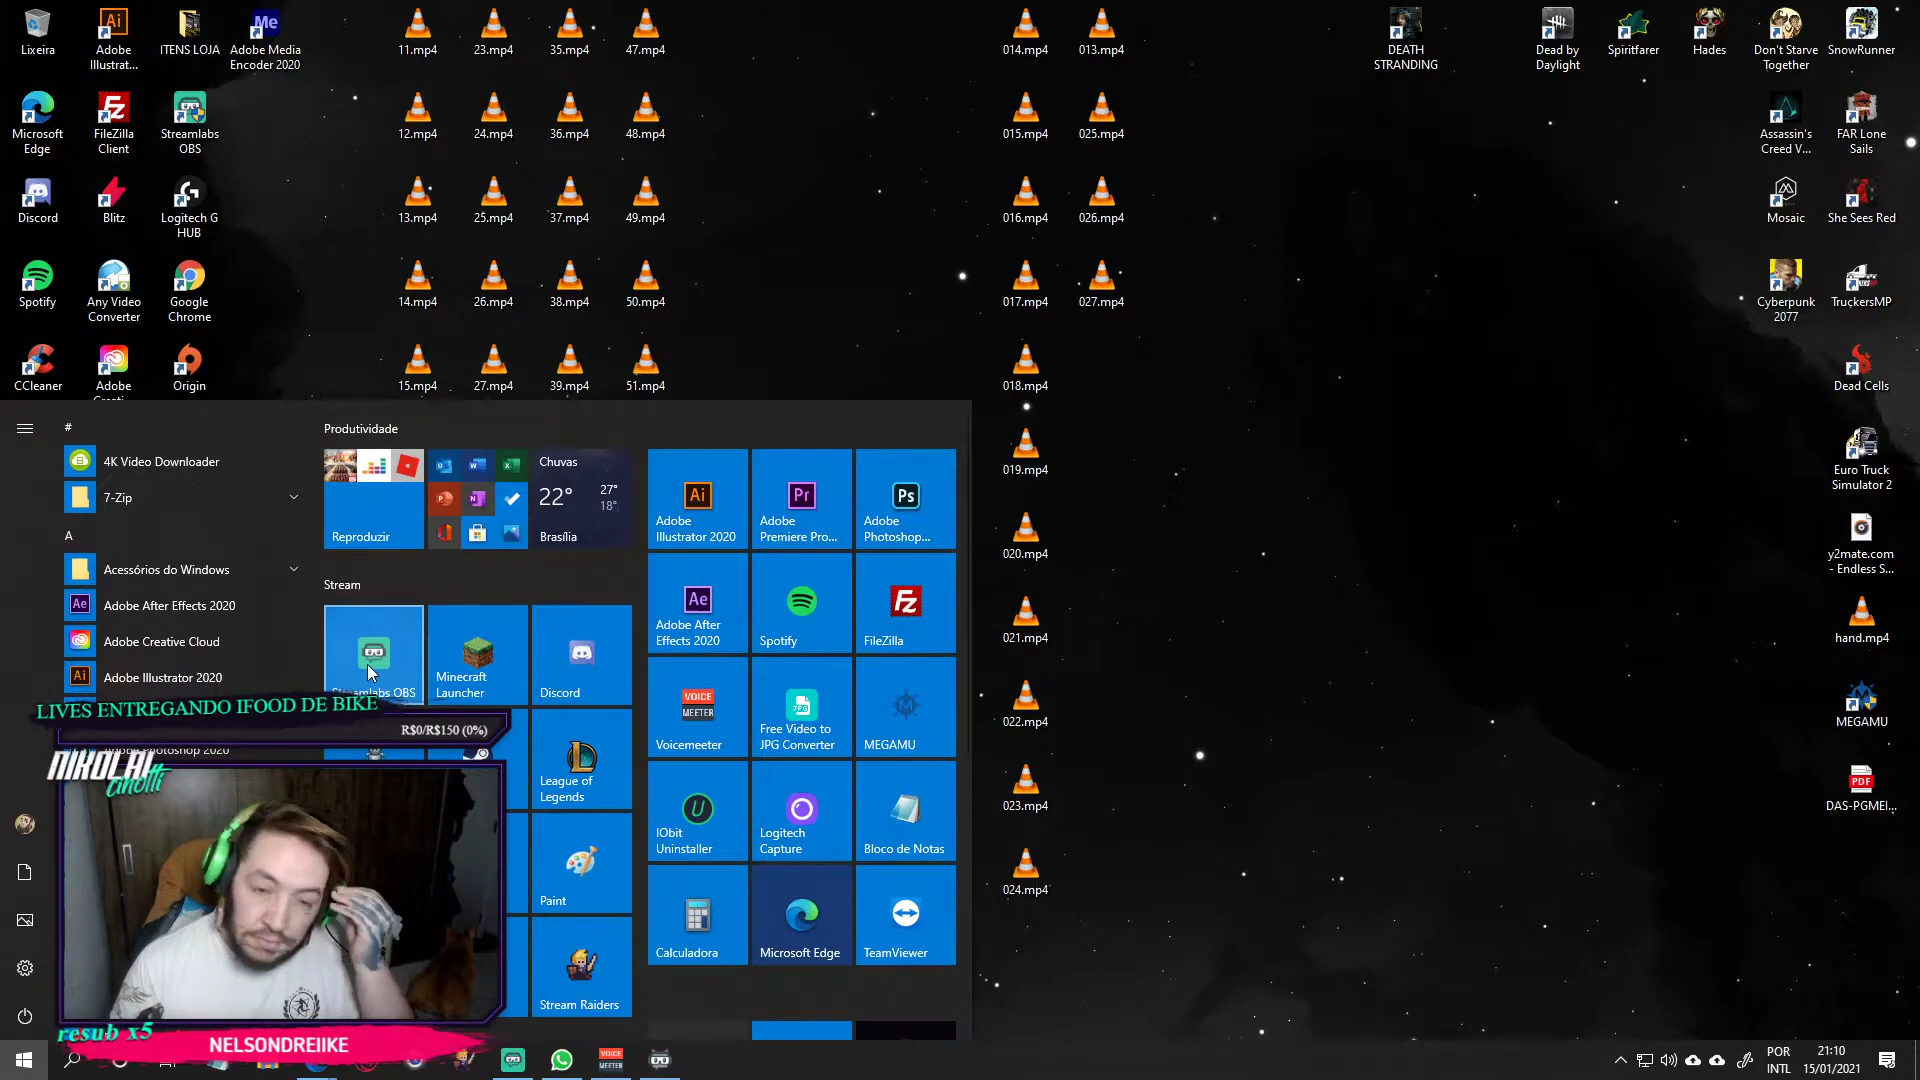 Lixeira
Adobe
Illustrat...
ITENS LOJA
Adobe Media
Encoder 2020
11.mp4
23.mp4
35.mp4
47.mp4
014.mp4
013.mp4
DEATH
STRANDING
Dead by
Daylight
Spiritfarer
Hades
Don't Starve
Together
SnowRunner
Microsoft
Edge
FileZilla
Client
Streamlabs
OBS
12.mp4
24.mp4
36.mp4
48.mp4
015.mp4
025.mp4
Assassin's
Creed V...
FAR Lone
Sails
Discord
Blitz
Logitech G
HUB
13.mp4
25.mp4
37.mp4
49.mp4
016.mp4
026.mp4
Mosaic
She Sees Red
Spotify
Any Video
Converter
Google
Chrome
14.mp4
26.mp4
38.mp4
50.mp4
017.mp4
027.mp4
Cyberpunk
2077
TruckersMP
CCleaner
Adobe
Origin
15.mp4
27.mp4
39.mp4
51.mp4
018.mp4
Dead Cells
019.mp4
Euro Truck
Simulator 2
020.mp4
y2mate.com
- Endless S...
021.mp4
hand.mp4
022.mp4
MEGAMU
023.mp4
PDF
DAS-PGMEI...
024.mp4
#
4K Video Downloader
7-Zip
A
Acessórios do Windows
Adobe After Effects 2020
Adobe Creative Cloud
Adobe Illustrator 2020
Adobe Photoshop 2020
Produtividade
Reproduzir
Chuvas
22°
27°
18°
Brasília
Stream
Streamlabs OBS
Minecraft
Launcher
Discord
League of
Legends
Paint
Stream Raiders
Adobe
Illustrator 2020
Adobe
Premiere Pro...
Adobe
Photoshop...
Adobe After
Effects 2020
Spotify
FileZilla
VOICE
MEETER
Voicemeeter
JPG
Free Video to
JPG Converter
MEGAMU
IObit
Uninstaller
Logitech
Capture
Bloco de Notas
Calculadora
Microsoft Edge
TeamViewer
LIVES ENTREGANDO IFOOD DE BIKE
R$0/R$150 (0%)
NIKOLAI
cinotti
resub x5
NELSONDREIIKE
VOICE
MEETER
POR
INTL
21:10
15/01/2021